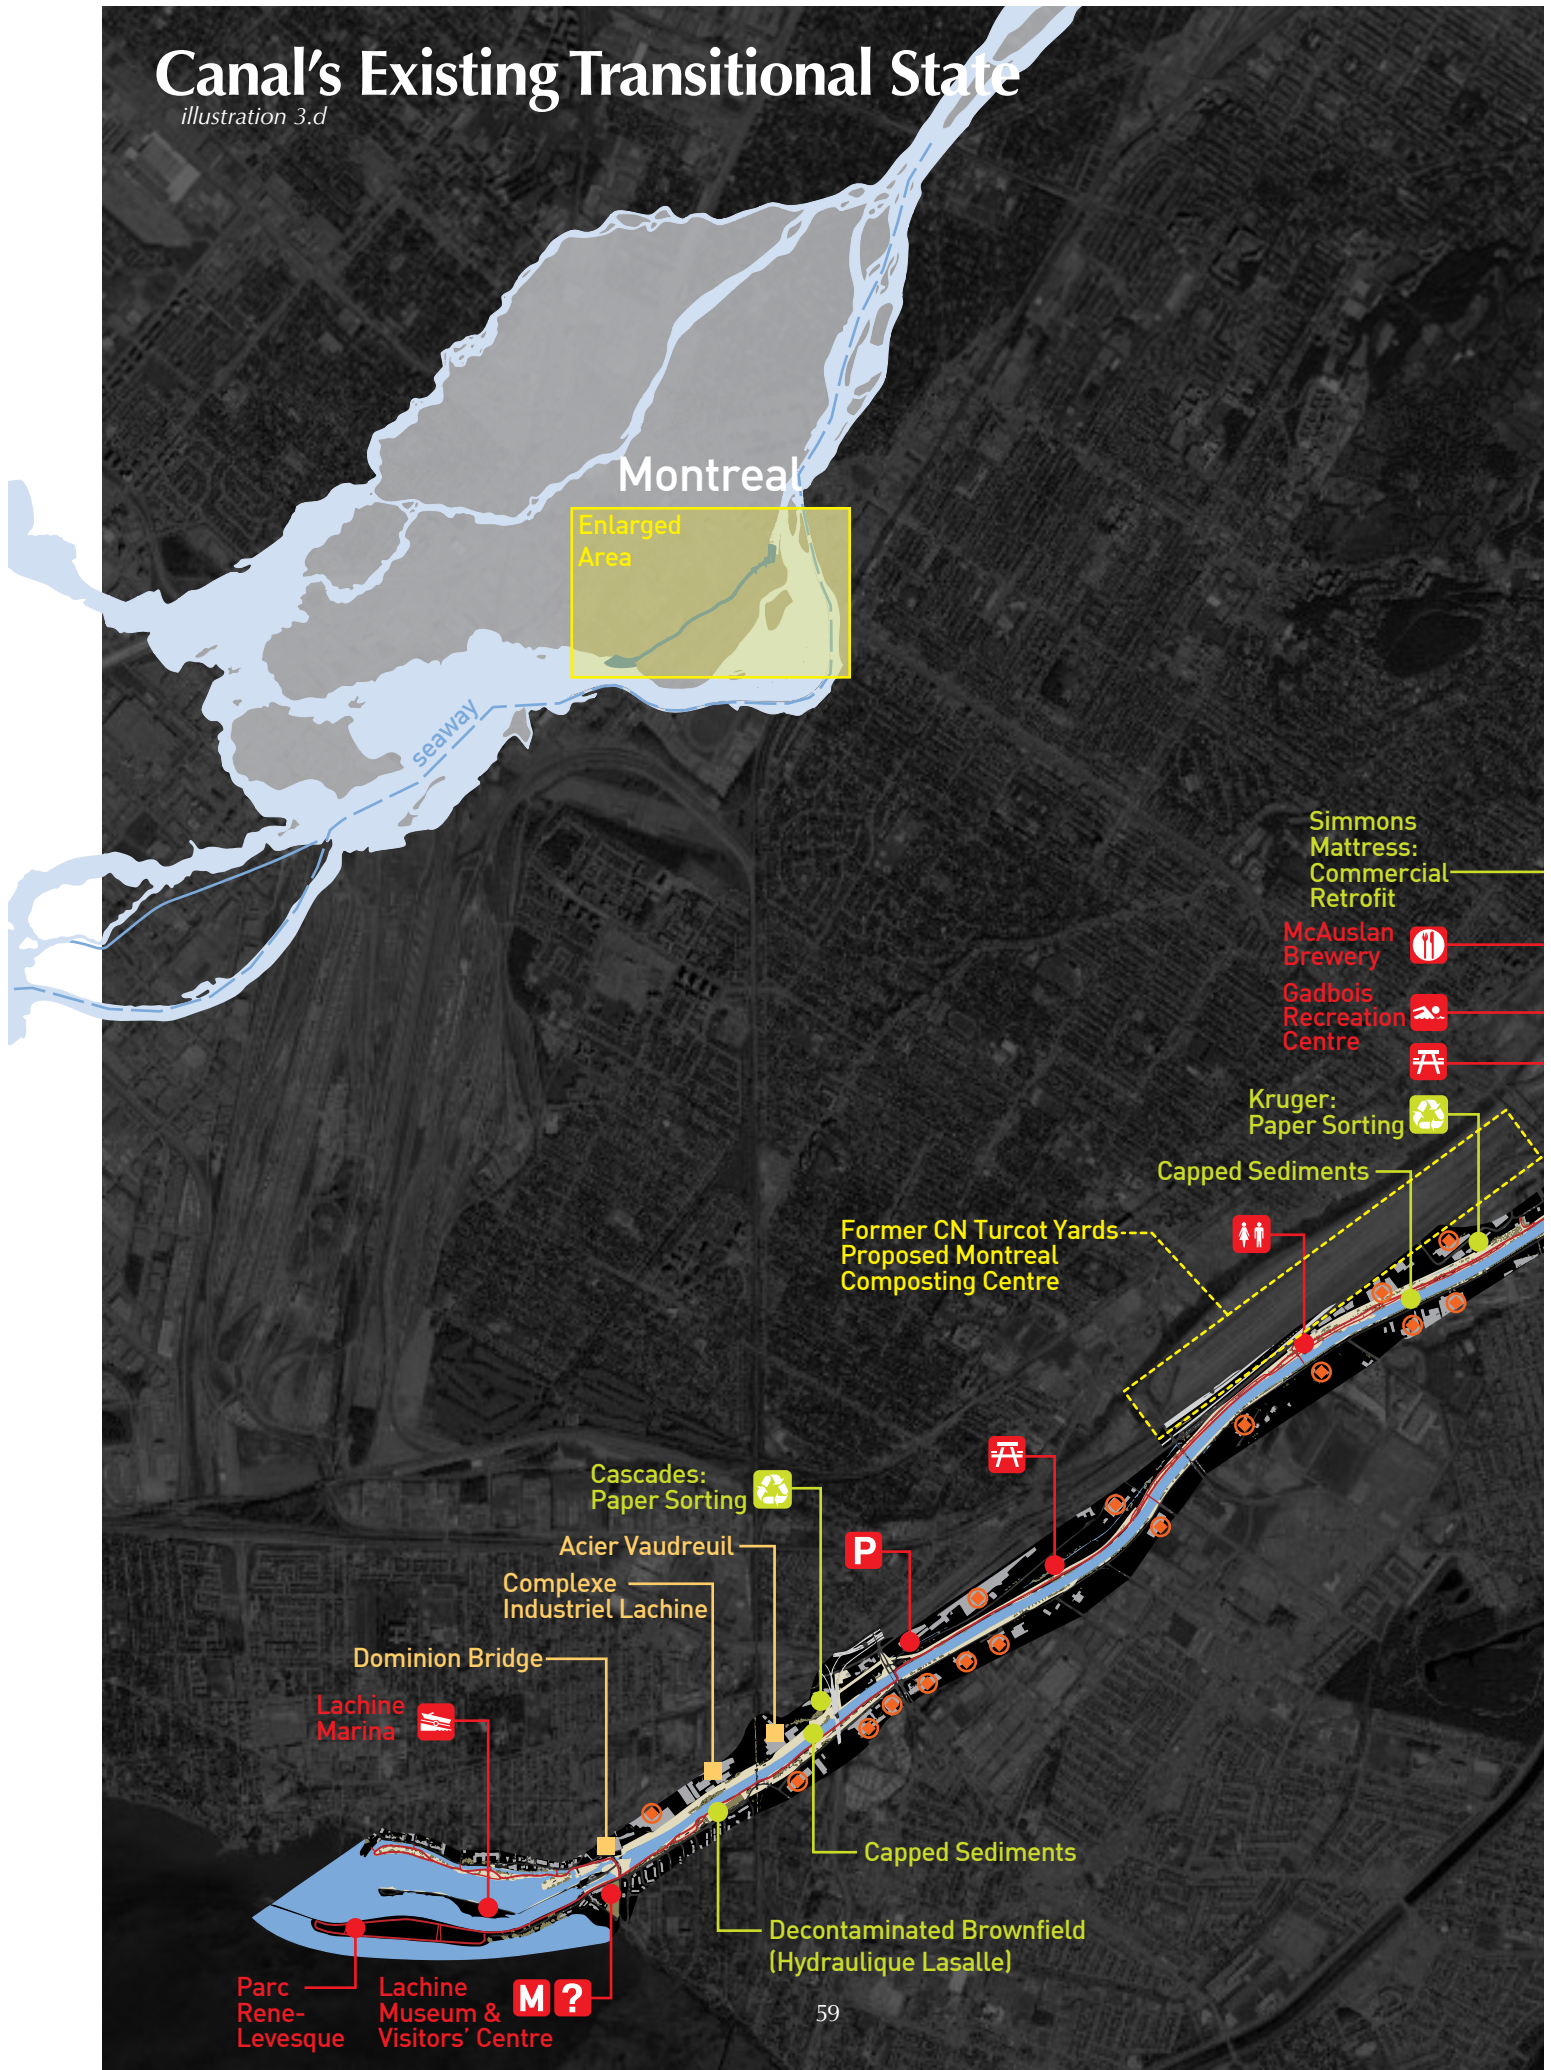 Canal’s Existing Transitional State
illustration 3.d
Montreal
Enlarged
Area
seaway
Simmons
Mattress:
Commercial
Retrofit
McAuslan
Brewery
Gadbois
Recreation
Centre
Kruger:
Paper Sorting
Capped Sediments
Former CN Turcot Yards
Proposed Montreal
Composting Centre
Cascades:
Paper Sorting
Acier Vaudreuil
P
Complexe
Industriel Lachine
Dominion Bridge
Lachine
Marina
Capped Sediments
Decontaminated Brownfield
(Hydraulique Lasalle)
Parc
Rene-
Levesque
Lachine
Museum &
Visitors’ Centre
M ?
59